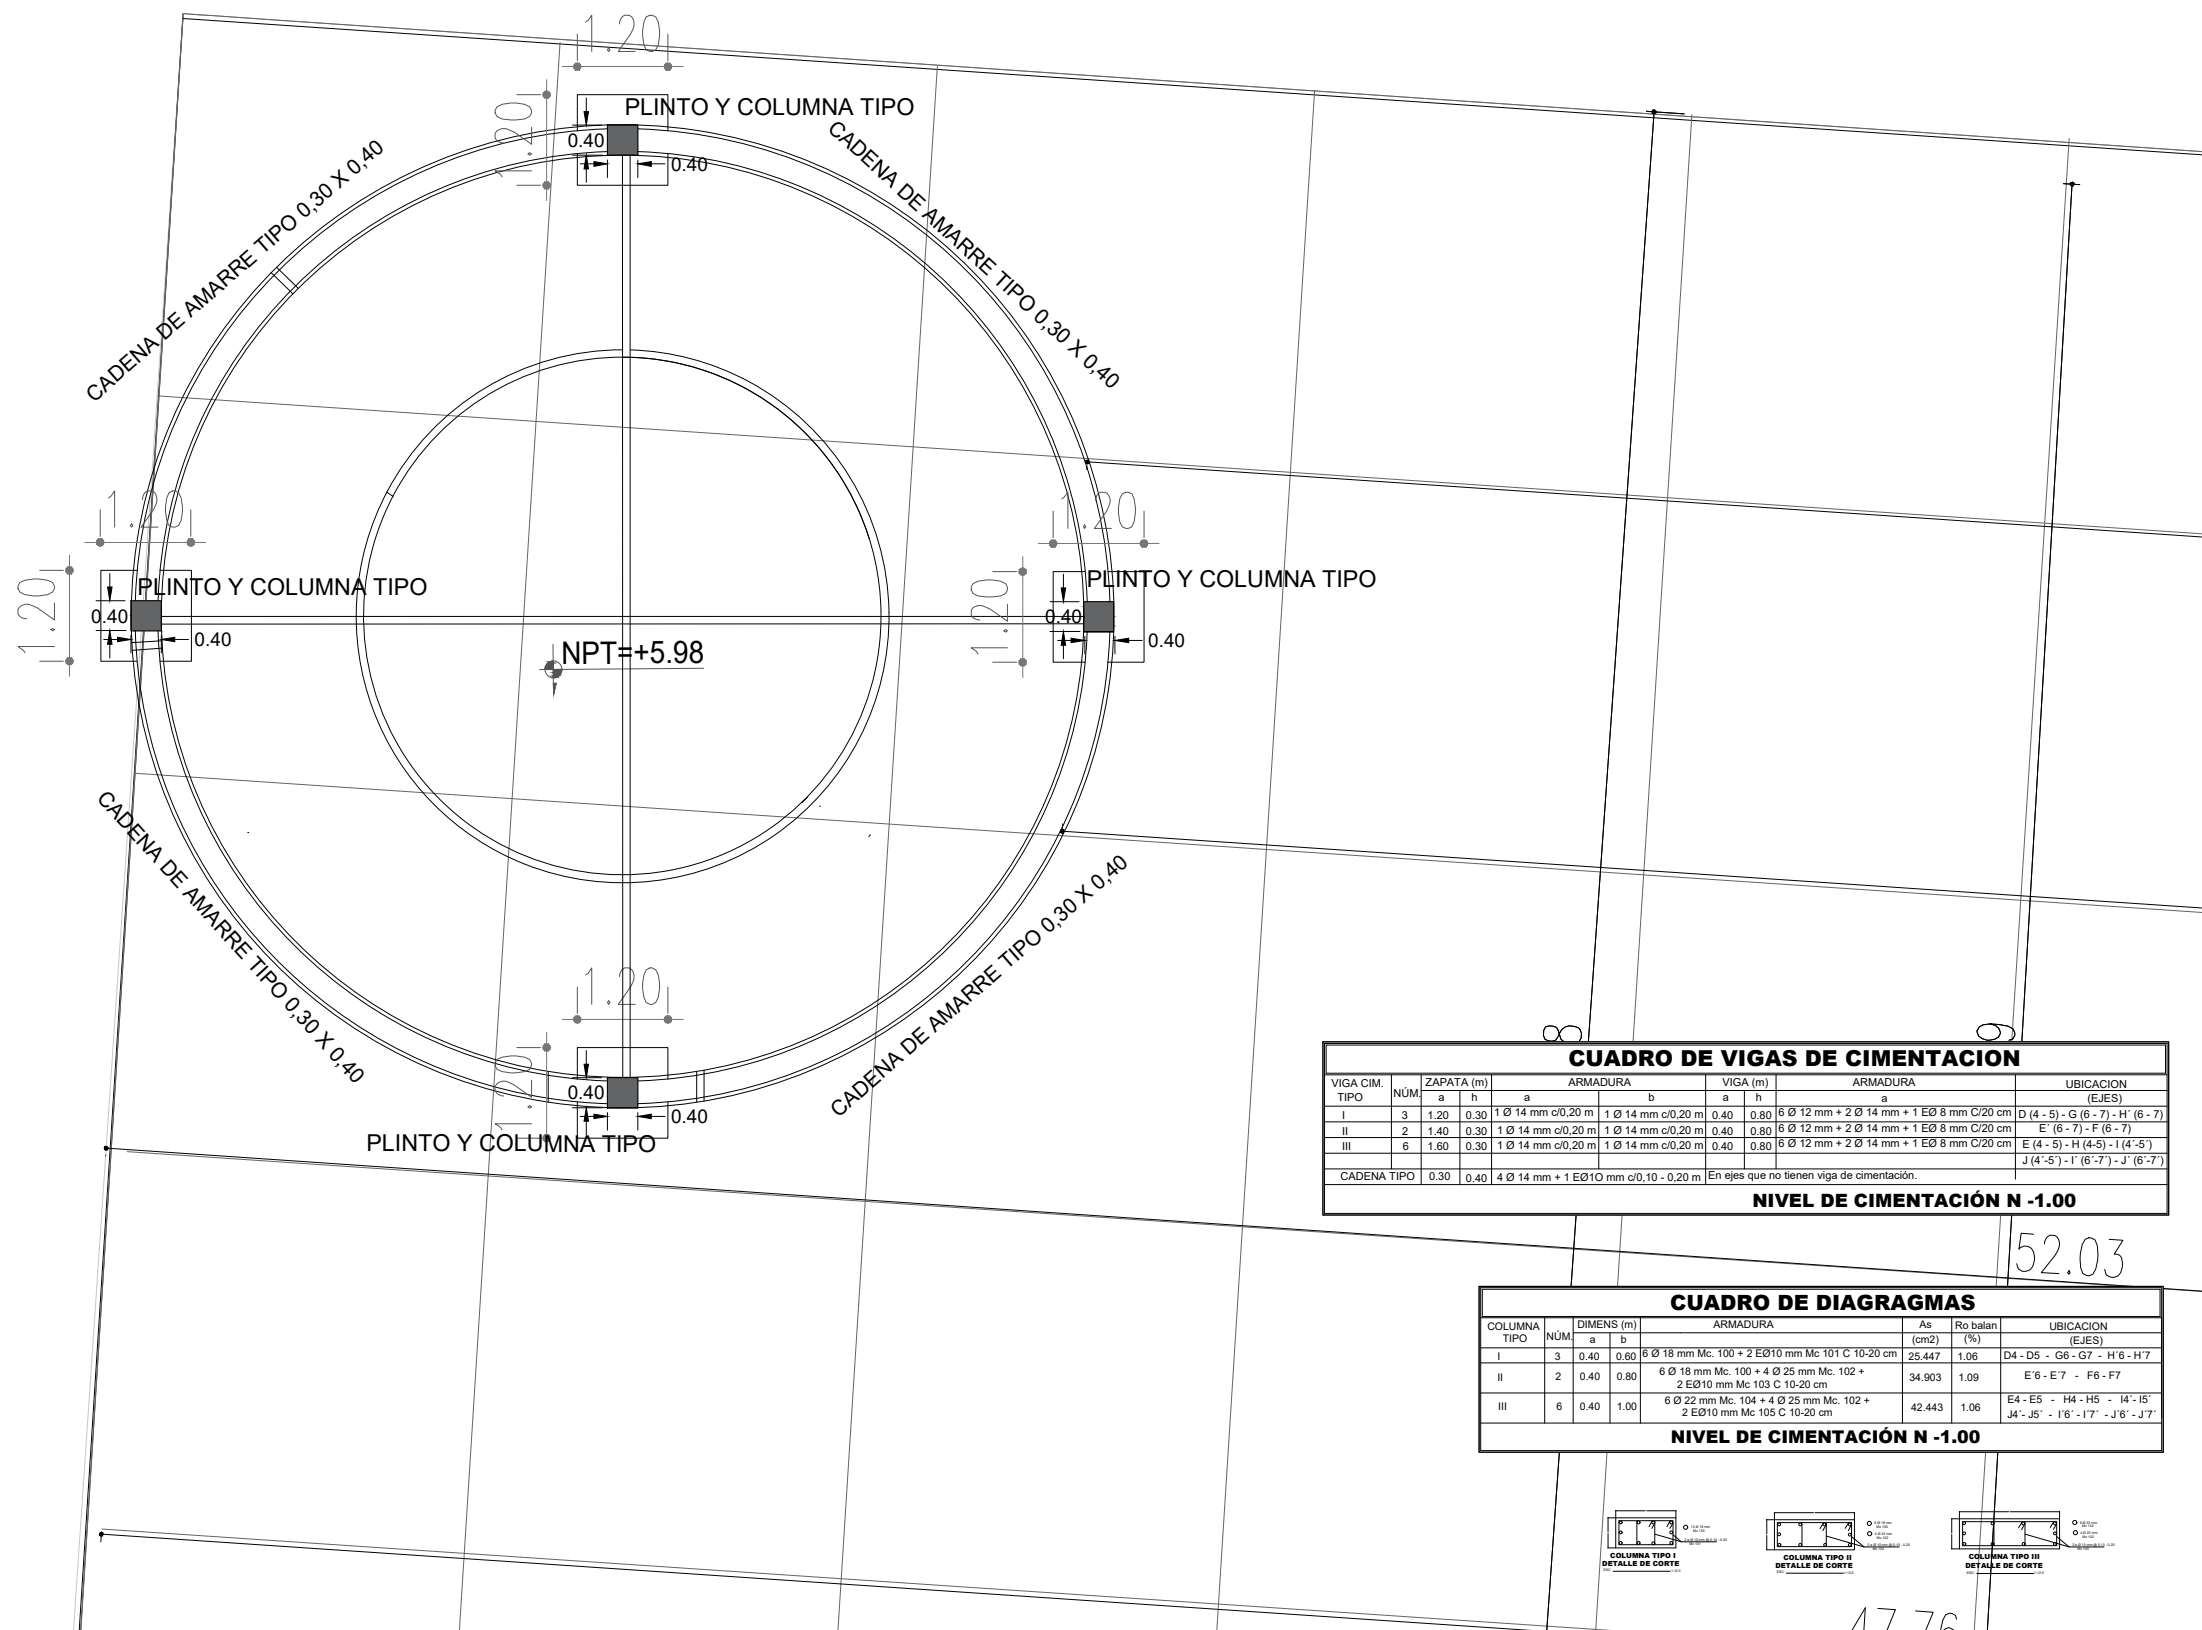 1.20
1.20
PLINTO Y COLUMNA TIPO
0.40
0.40
CADENA DE AMARRE TIPO 0,30 X 0,40
CADENA DE AMARRE TIPO 0,30 X 0,40
1.20
1.20
PLINTO Y COLUMNA TIPO
0.40
0.40
1.20
1.20
PLINTO Y COLUMNA TIPO
0.40
0.40
NPT=+5.98
CADENA DE AMARRE TIPO 0,30 X 0,40
CADENA DE AMARRE TIPO 0,30 X 0,40
1.20
1.20
0.40
0.40
PLINTO Y COLUMNA TIPO
8
9
CUADRO DE VIGAS DE CIMENTACION
VIGA CIM. TIPO NÚM. ZAPATA (m) ARMADURA VIGA (m) ARMADURA UBICACION
a h a b a h a (EJES)
I 3 1.20 0.30 1 Ø 14 mm c/0,20 m 1 Ø 14 mm c/0,20 m 0.40 0.80 6 Ø 12 mm + 2 Ø 14 mm + 1 EØ 8 mm C/20 cm D (4 - 5) - G (6 - 7) - H´ (6 - 7)
II 2 1.40 0.30 1 Ø 14 mm c/0,20 m 1 Ø 14 mm c/0,20 m 0.40 0.80 6 Ø 12 mm + 2 Ø 14 mm + 1 EØ 8 mm C/20 cm E´ (6 - 7) - F (6 - 7)
III 6 1.60 0.30 1 Ø 14 mm c/0,20 m 1 Ø 14 mm c/0,20 m 0.40 0.80 6 Ø 12 mm + 2 Ø 14 mm + 1 EØ 8 mm C/20 cm E (4 - 5) - H (4-5) - I (4´-5´)
J (4´-5´) - I´ (6´-7´) - J´ (6´-7´)
CADENA TIPO 0.30 0.40 4 Ø 14 mm + 1 EØ1O mm c/0,10 - 0,20 m En ejes que no tienen viga de cimentación.
NIVEL DE CIMENTACIÓN N -1.00
52.03
CUADRO DE DIAGRAGMAS
COLUMNA TIPO NÚM. DIMENS (m) ARMADURA As Ro balan UBICACION
a b (cm2) (%) (EJES)
I 3 0.40 0.60 6 Ø 18 mm Mc. 100 + 2 EØ10 mm Mc 101 C 10-20 cm 25.447 1.06 D4 - D5 - G6 - G7 - H´6 - H´7
II 2 0.40 0.80 6 Ø 18 mm Mc. 100 + 4 Ø 25 mm Mc. 102 +
2 EØ10 mm Mc 103 C 10-20 cm 34.903 1.09 E´6 - E´7 - F6 - F7
III 6 0.40 1.00 6 Ø 22 mm Mc. 104 + 4 Ø 25 mm Mc. 102 +
2 EØ10 mm Mc 105 C 10-20 cm 42.443 1.06 E4 - E5 - H4 - H5 - I4´- I5´
J4´- J5´ - I´6´ - I´7´ - J´6´ - J´7´
NIVEL DE CIMENTACIÓN N -1.00
COLUMNA TIPO I
DETALLE DE CORTE
COLUMNA TIPO II
DETALLE DE CORTE
COLUMNA TIPO III
DETALLE DE CORTE
47.76